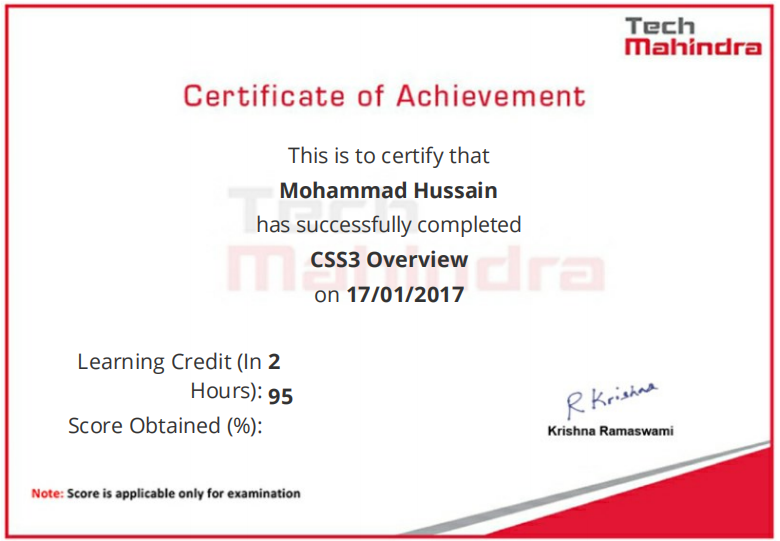 Tech
Mahindra
Certificate of Achievement
This is to certify that
Mohammad Hussain
has successfully completed
CSS3 Overview
on 17/01/2017
Tech
Mahindra
Learning Credit (In 2
Hours): 95
Score Obtained (%):
R Krishna
Krishna Ramaswami
Note: Score is applicable only for examination